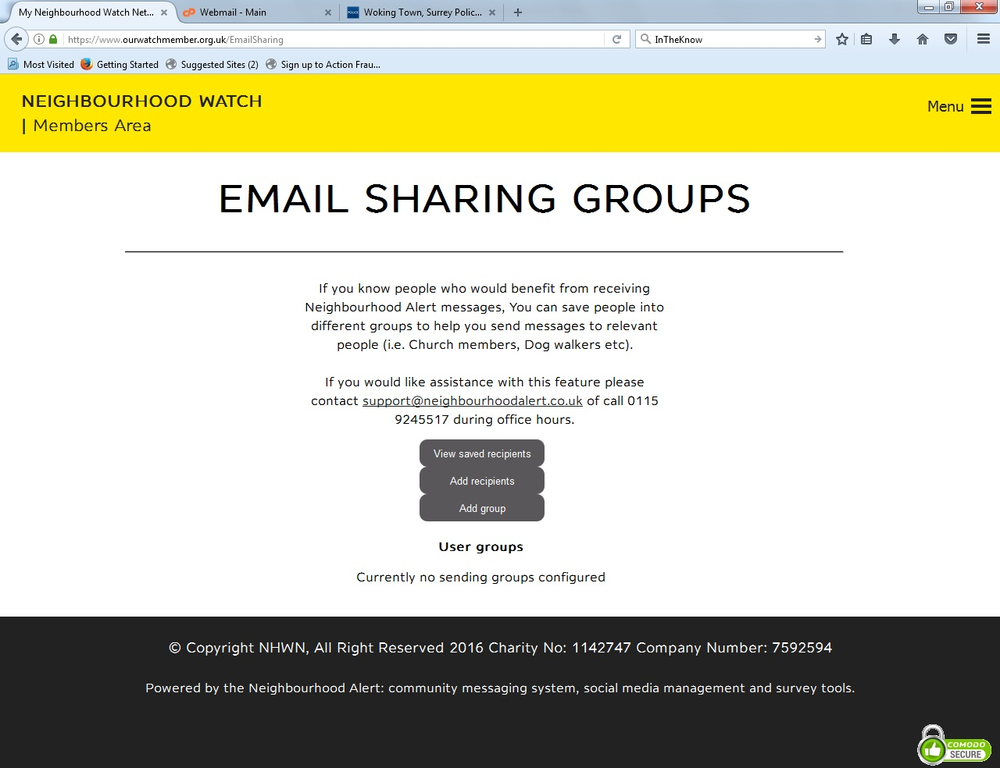 My Neighbourhood Watch Net...
Webmail - Main
Woking Town, Surrey Polic...
https://www.ourwatchmember.org.uk/EmailSharing
InTheKnow
Most Visited
Getting Started
Suggested Sites (2)
Sign up to Action Frau...
NEIGHBOURHOOD WATCH
| Members Area
Menu
EMAIL SHARING GROUPS
If you know people who would benefit from receiving
Neighbourhood Alert messages, You can save people into
different groups to help you send messages to relevant
people (i.e. Church members, Dog walkers etc).
If you would like assistance with this feature please
contact support@neighbourhoodalert.co.uk of call 0115
9245517 during office hours.
View saved recipients
Add recipients
Add group
User groups
Currently no sending groups configured
© Copyright NHWN, All Right Reserved 2016 Charity No: 1142747 Company Number: 7592594
Powered by the Neighbourhood Alert: community messaging system, social media management and survey tools.
COMODO
SECURE